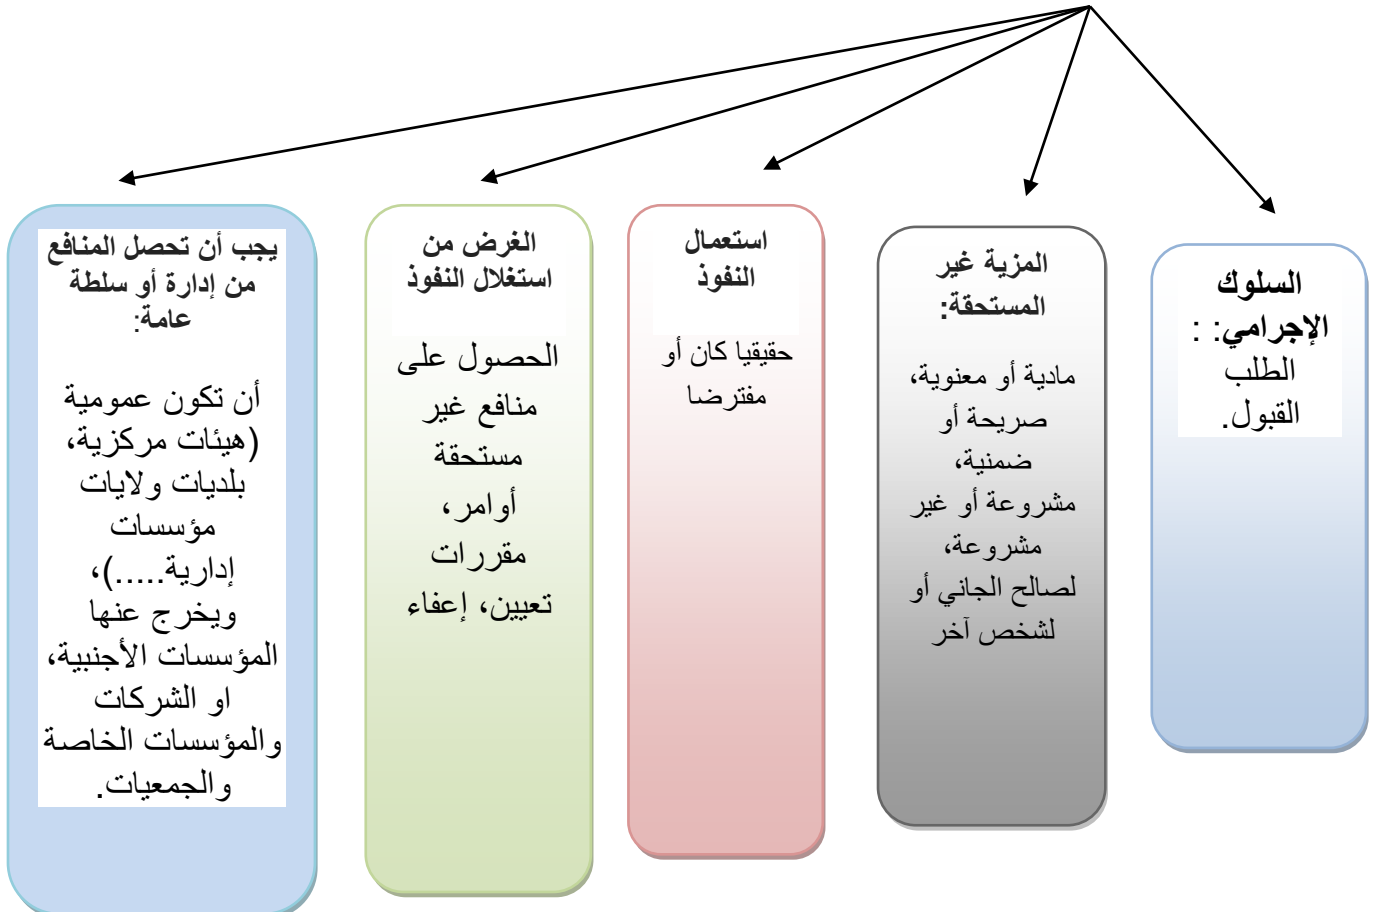 السلوك
الإجرامي: :
الطلب
القبول.
المزية غير
المستحقة:
مادية أو معنوية،
صريحة أو
ضمنية،
مشروعة أو غير
مشروعة،
لصالح الجاني أو
لشخص آخر
استعمال
النفوذ
حقيقيا كان أو
مفترضا
الغرض من
استغلال النفوذ
الحصول على
منافع غير
مستحقة
أوامر،
مقررات
تعيين، إعفاء
يجب أن تحصل المنافع
من إدارة أو سلطة
عامة:
أن تكون عمومية
(هيئات مركزية،
بلديات ولايات
مؤسسات
إدارية.....)،
ويخرج عنها
المؤسسات الأجنبية،
او الشركات
والمؤسسات الخاصة
والجمعيات.